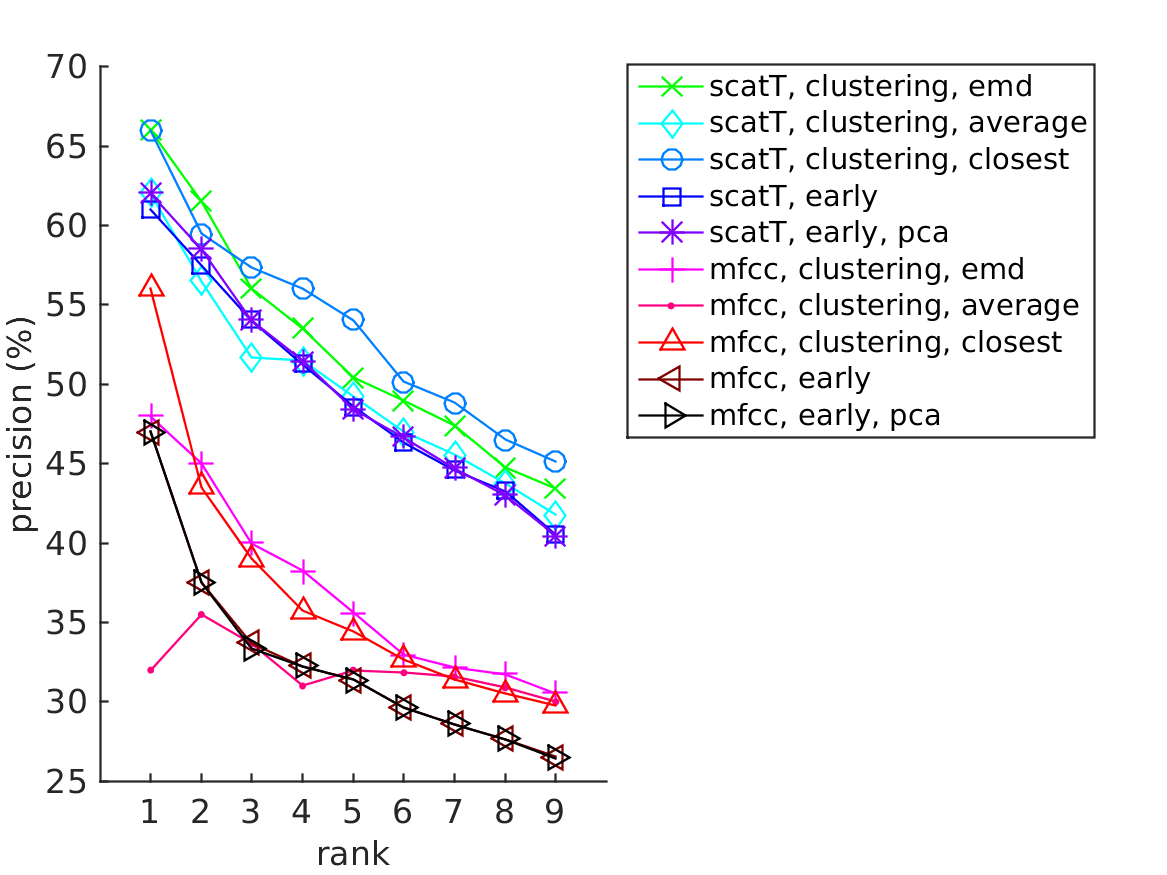 70
65
60
55
50
45
40
35
30
25
precision (%)
1 2 3 4 5 6 7 8 9
rank
scatT, clustering, emd
scatT, clustering, average
scatT, clustering, closest
scatT, early
scatT, early, pca
mfcc, clustering, emd
mfcc, clustering, average
mfcc, clustering, closest
mfcc, early
mfcc, early, pca